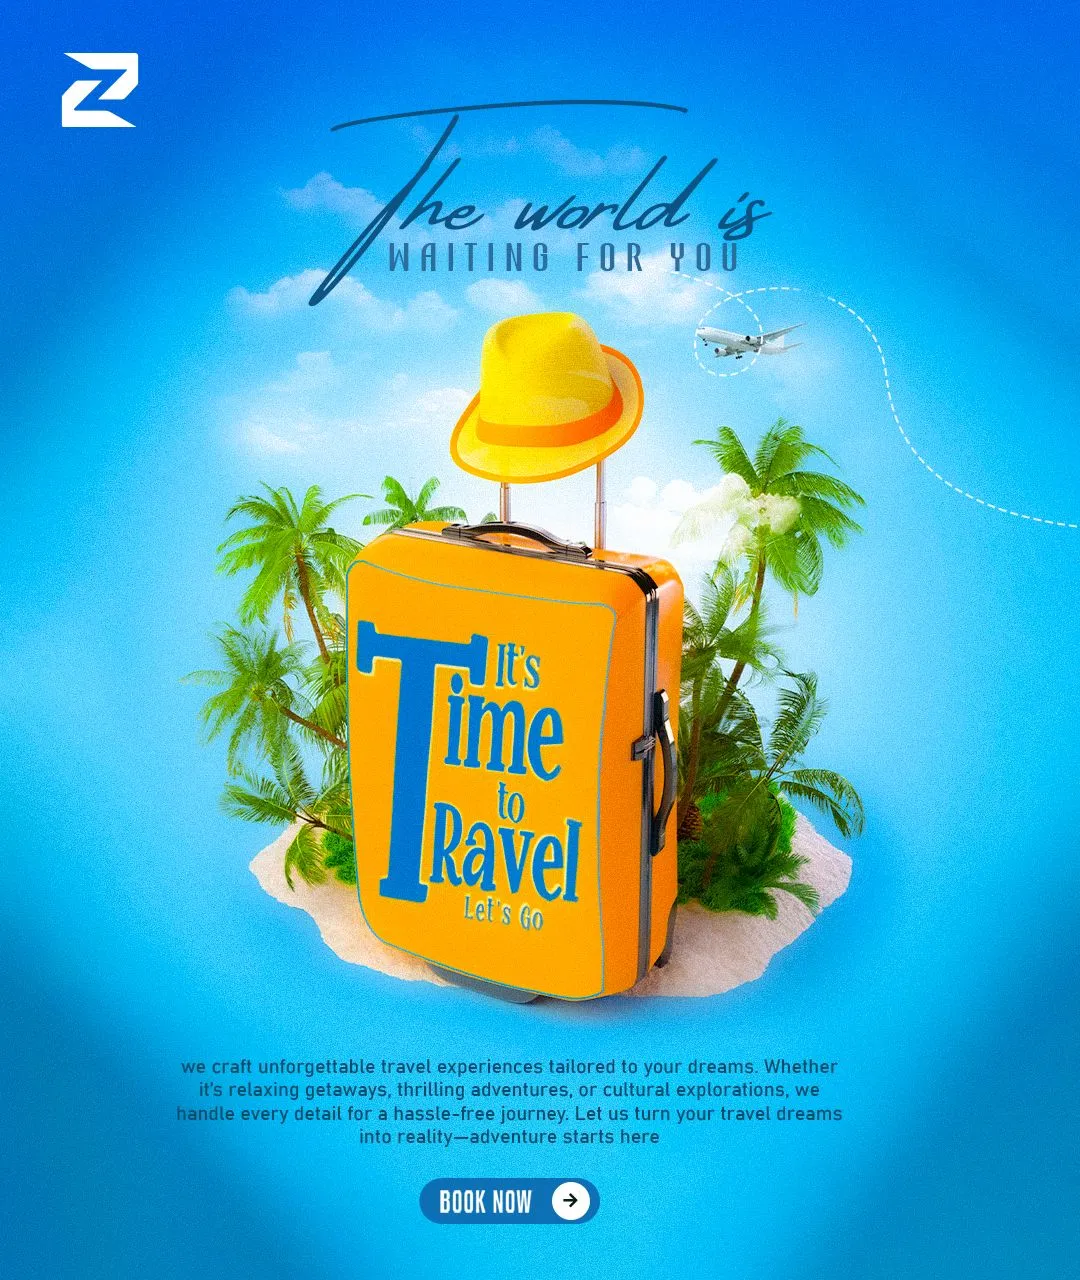 The world is
WAITING FOR YOU
It's
Time
to
Travel
Let's Go
we craft unforgettable travel experiences tailored to your dreams. Whether
it's relaxing getaways, thrilling adventures, or cultural explorations, we
handle every detail for a hassle-free journey. Let us turn your travel dreams
into reality—adventure starts here
BOOK NOW